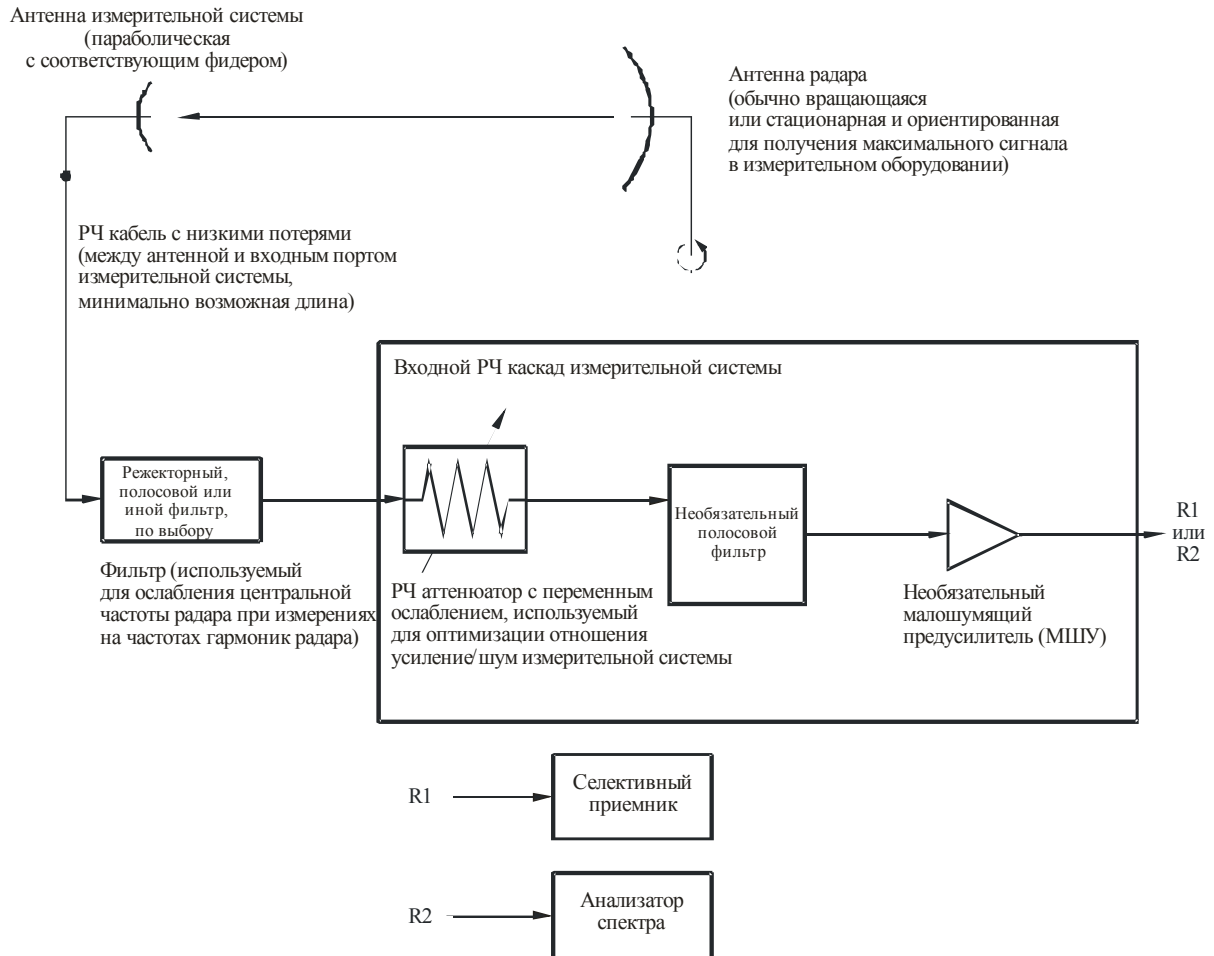 Антенна измерительной системы
(параболическая
с соответствующим фидером)
Антенна радара
(обычно вращающаяся
или стационарная и ориентированная
для получения максимального сигнала
в измерительном оборудовании)
РЧ кабель с низкими потерями
(между антенной и входным портом
измерительной системы,
минимально возможная длина)
Входной РЧ каскад измерительной системы
Режекторный,
полосовой или
иной фильтр,
по выбору
Фильтр (используемый
для ослабления центральной
частоты радара при измерениях
на частотах гармоник радара)
РЧ аттенюатор с переменным
ослаблением, используемый
для оптимизации отношения
усиление/шум измерительной системы
Необязательный
полосовой
фильтр
Необязательный
малошумящий
предусилитель (МШУ)
R1
или
R2
R1
Селективный
приемник
R2
Анализатор
спектра